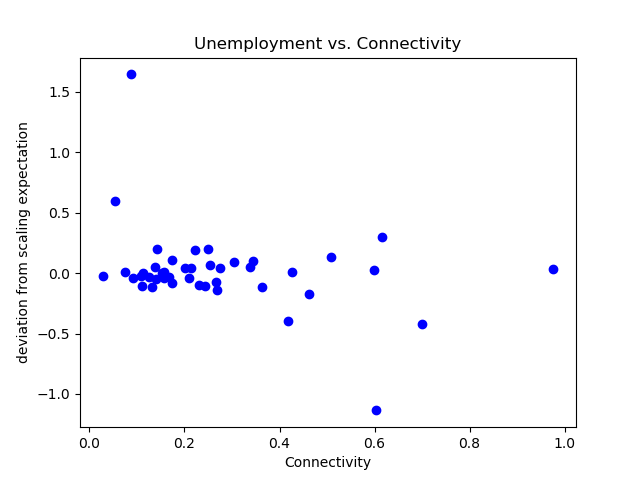 Unemployment vs. Connectivity
deviation from scaling expectation
1.5
1.0
0.5
0.0
−0.5
−1.0
0.0 0.2 0.4 0.6 0.8 1.0
Connectivity